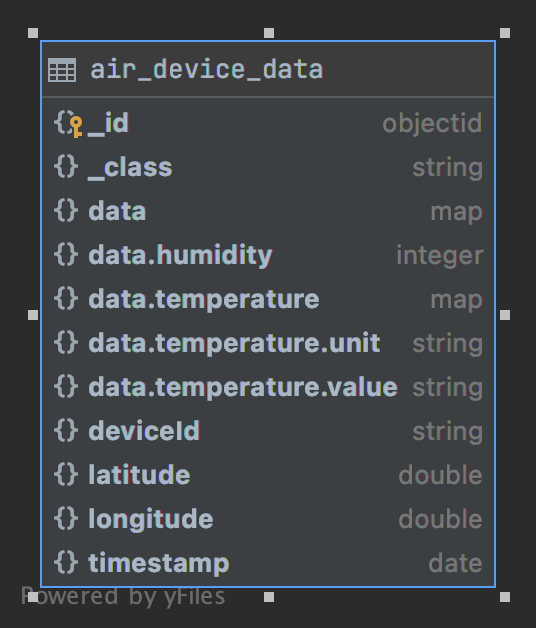 air_device_data
_id objectid
_class string
data map
data.humidity integer
data.temperature map
data.temperature.unit string
data.temperature.value string
deviceId string
latitude double
longitude double
timestamp date
Powered by yFiles